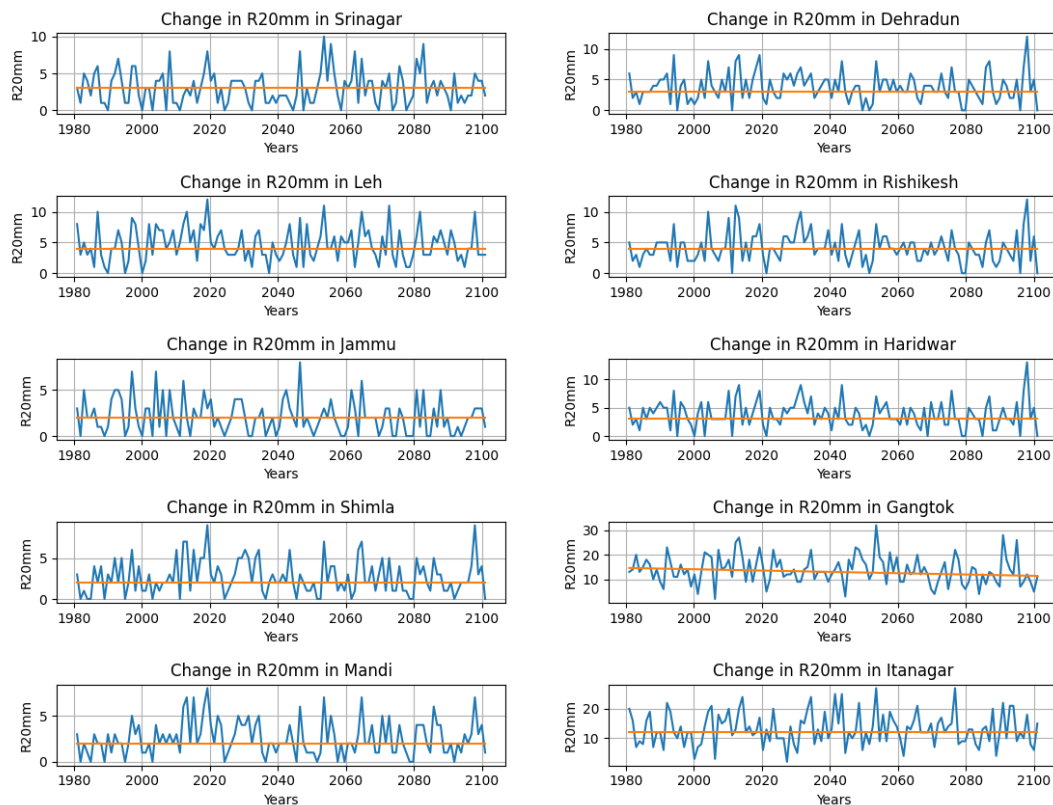 Change in R20mm in Srinagar
R20mm
10
5
0
1980 2000 2020 2040 2060 2080 2100
Years
Change in R20mm in Dehradun
R20mm
10
5
0
1980 2000 2020 2040 2060 2080 2100
Years
Change in R20mm in Leh
R20mm
10
5
0
1980 2000 2020 2040 2060 2080 2100
Years
Change in R20mm in Rishikesh
R20mm
10
5
0
1980 2000 2020 2040 2060 2080 2100
Years
Change in R20mm in Jammu
R20mm
5
0
1980 2000 2020 2040 2060 2080 2100
Years
Change in R20mm in Haridwar
R20mm
10
5
0
1980 2000 2020 2040 2060 2080 2100
Years
Change in R20mm in Shimla
R20mm
5
0
1980 2000 2020 2040 2060 2080 2100
Years
Change in R20mm in Gangtok
R20mm
30
20
10
1980 2000 2020 2040 2060 2080 2100
Years
Change in R20mm in Mandi
R20mm
5
0
1980 2000 2020 2040 2060 2080 2100
Years
Change in R20mm in Itanagar
R20mm
20
10
1980 2000 2020 2040 2060 2080 2100
Years